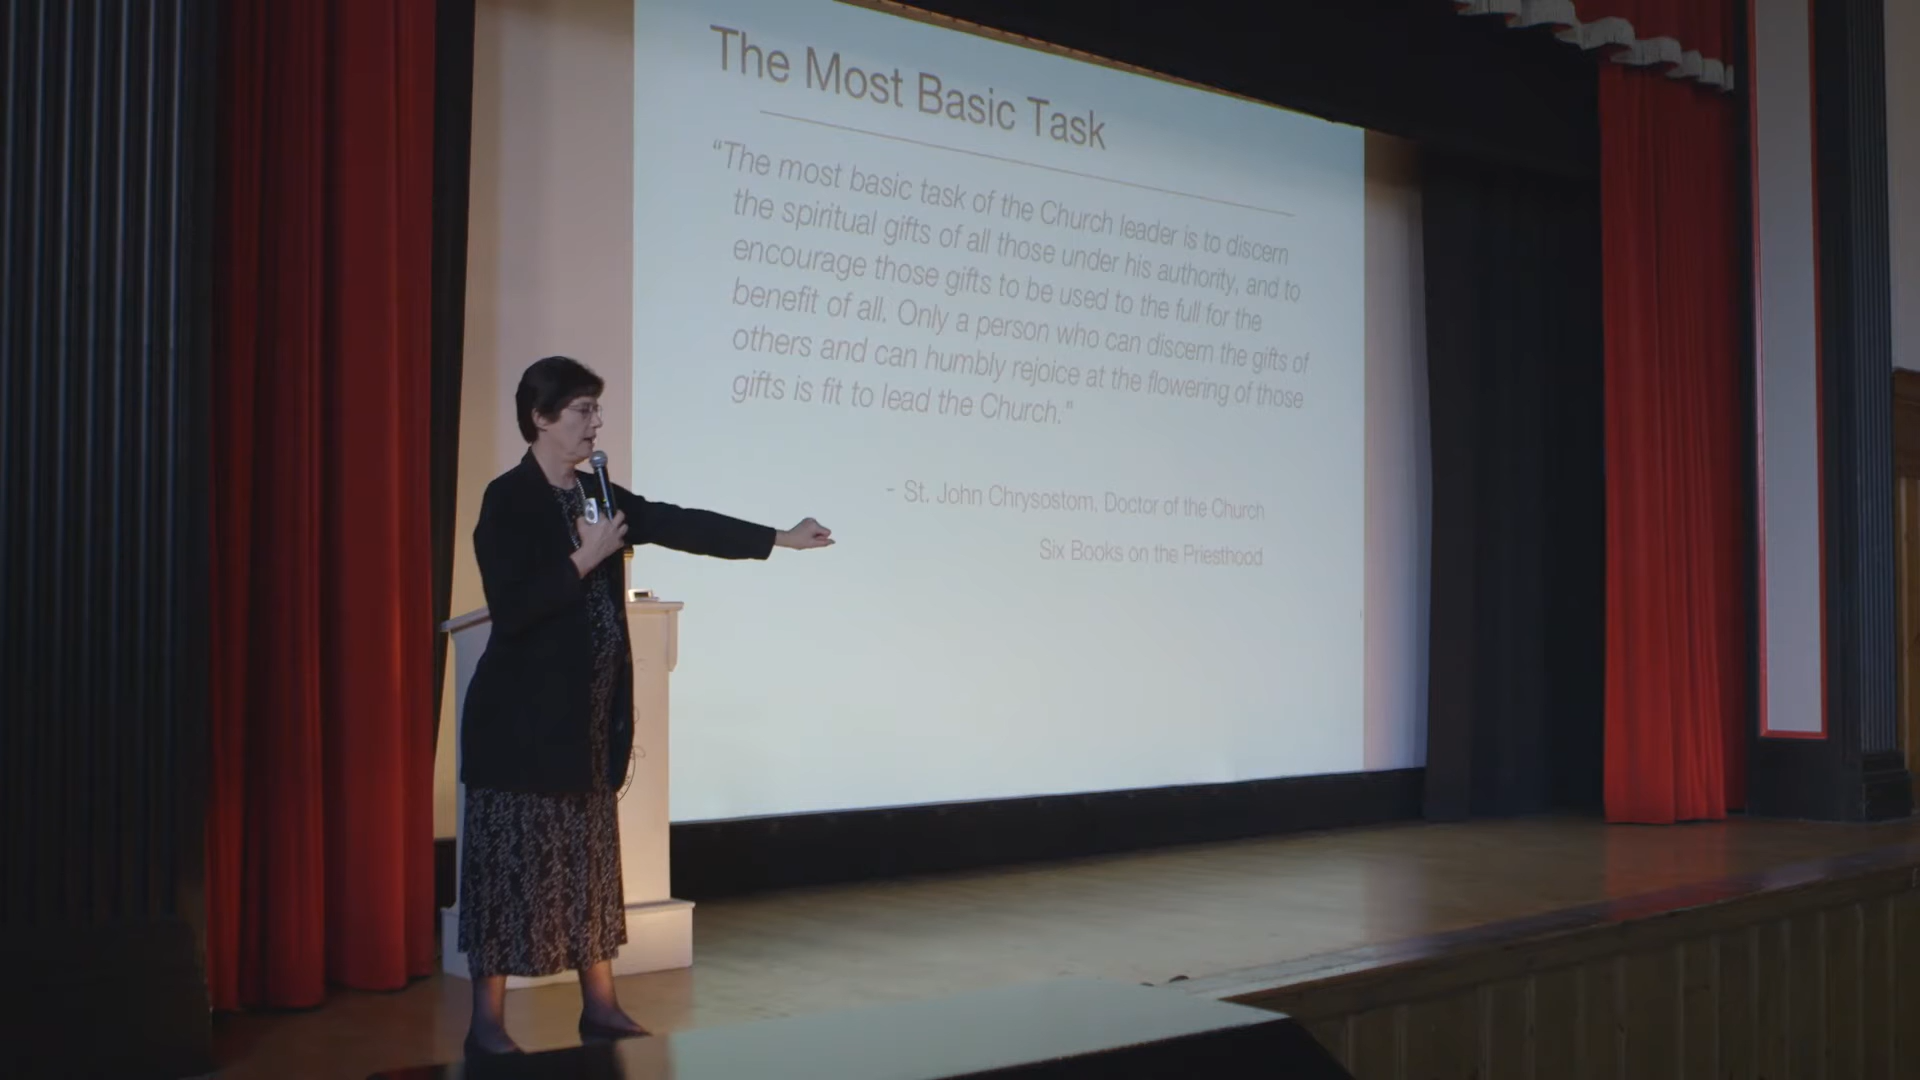 The Most Basic Task
“The most basic task of the Church leader is to discern
the spiritual gifts of all those under his authority, and to
encourage those gifts to be used to the full for the
benefit of all. Only a person who can discern the gifts of
others and can humbly rejoice at the flowering of those
gifts is fit to lead the Church.”
- St. John Chrysostom, Doctor of the Church
Six Books on the Priesthood